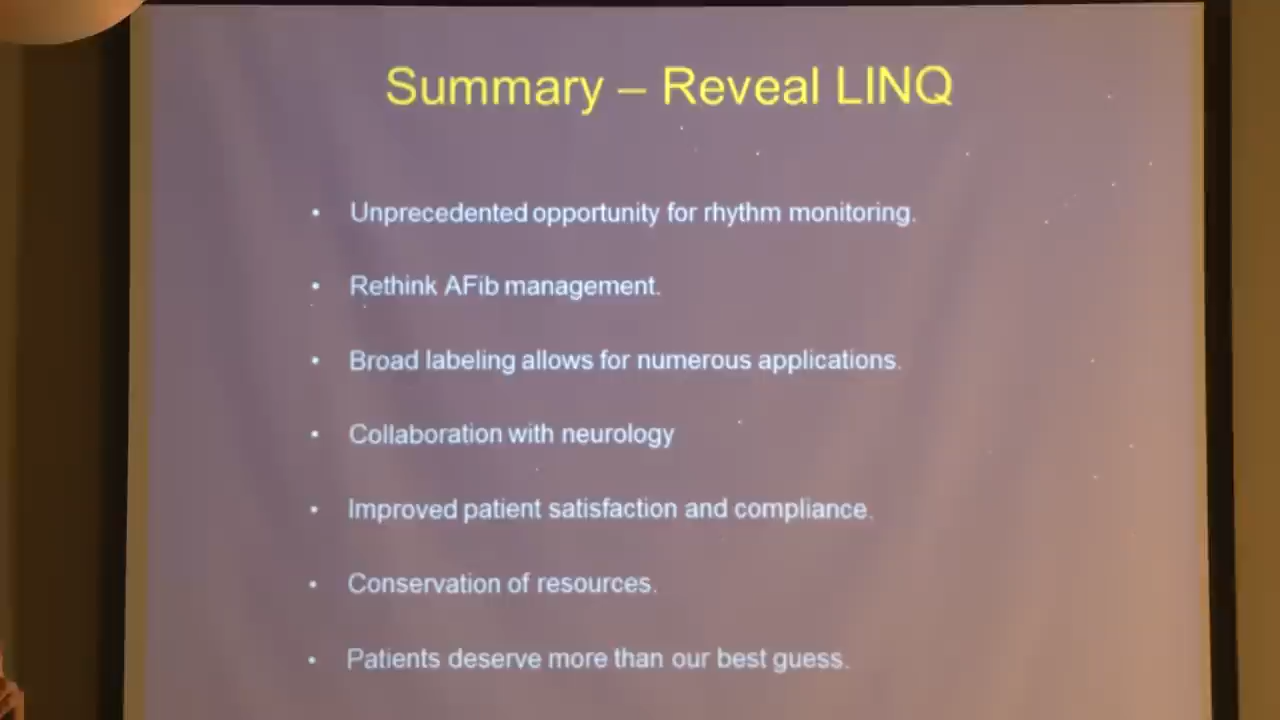 Summary – Reveal LINQ
• Unprecedented opportunity for rhythm monitoring.
• Rethink AFib management.
• Broad labeling allows for numerous applications.
• Collaboration with neurology
• Improved patient satisfaction and compliance.
• Conservation of resources.
• Patients deserve more than our best guess.